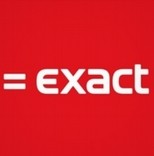 = exact